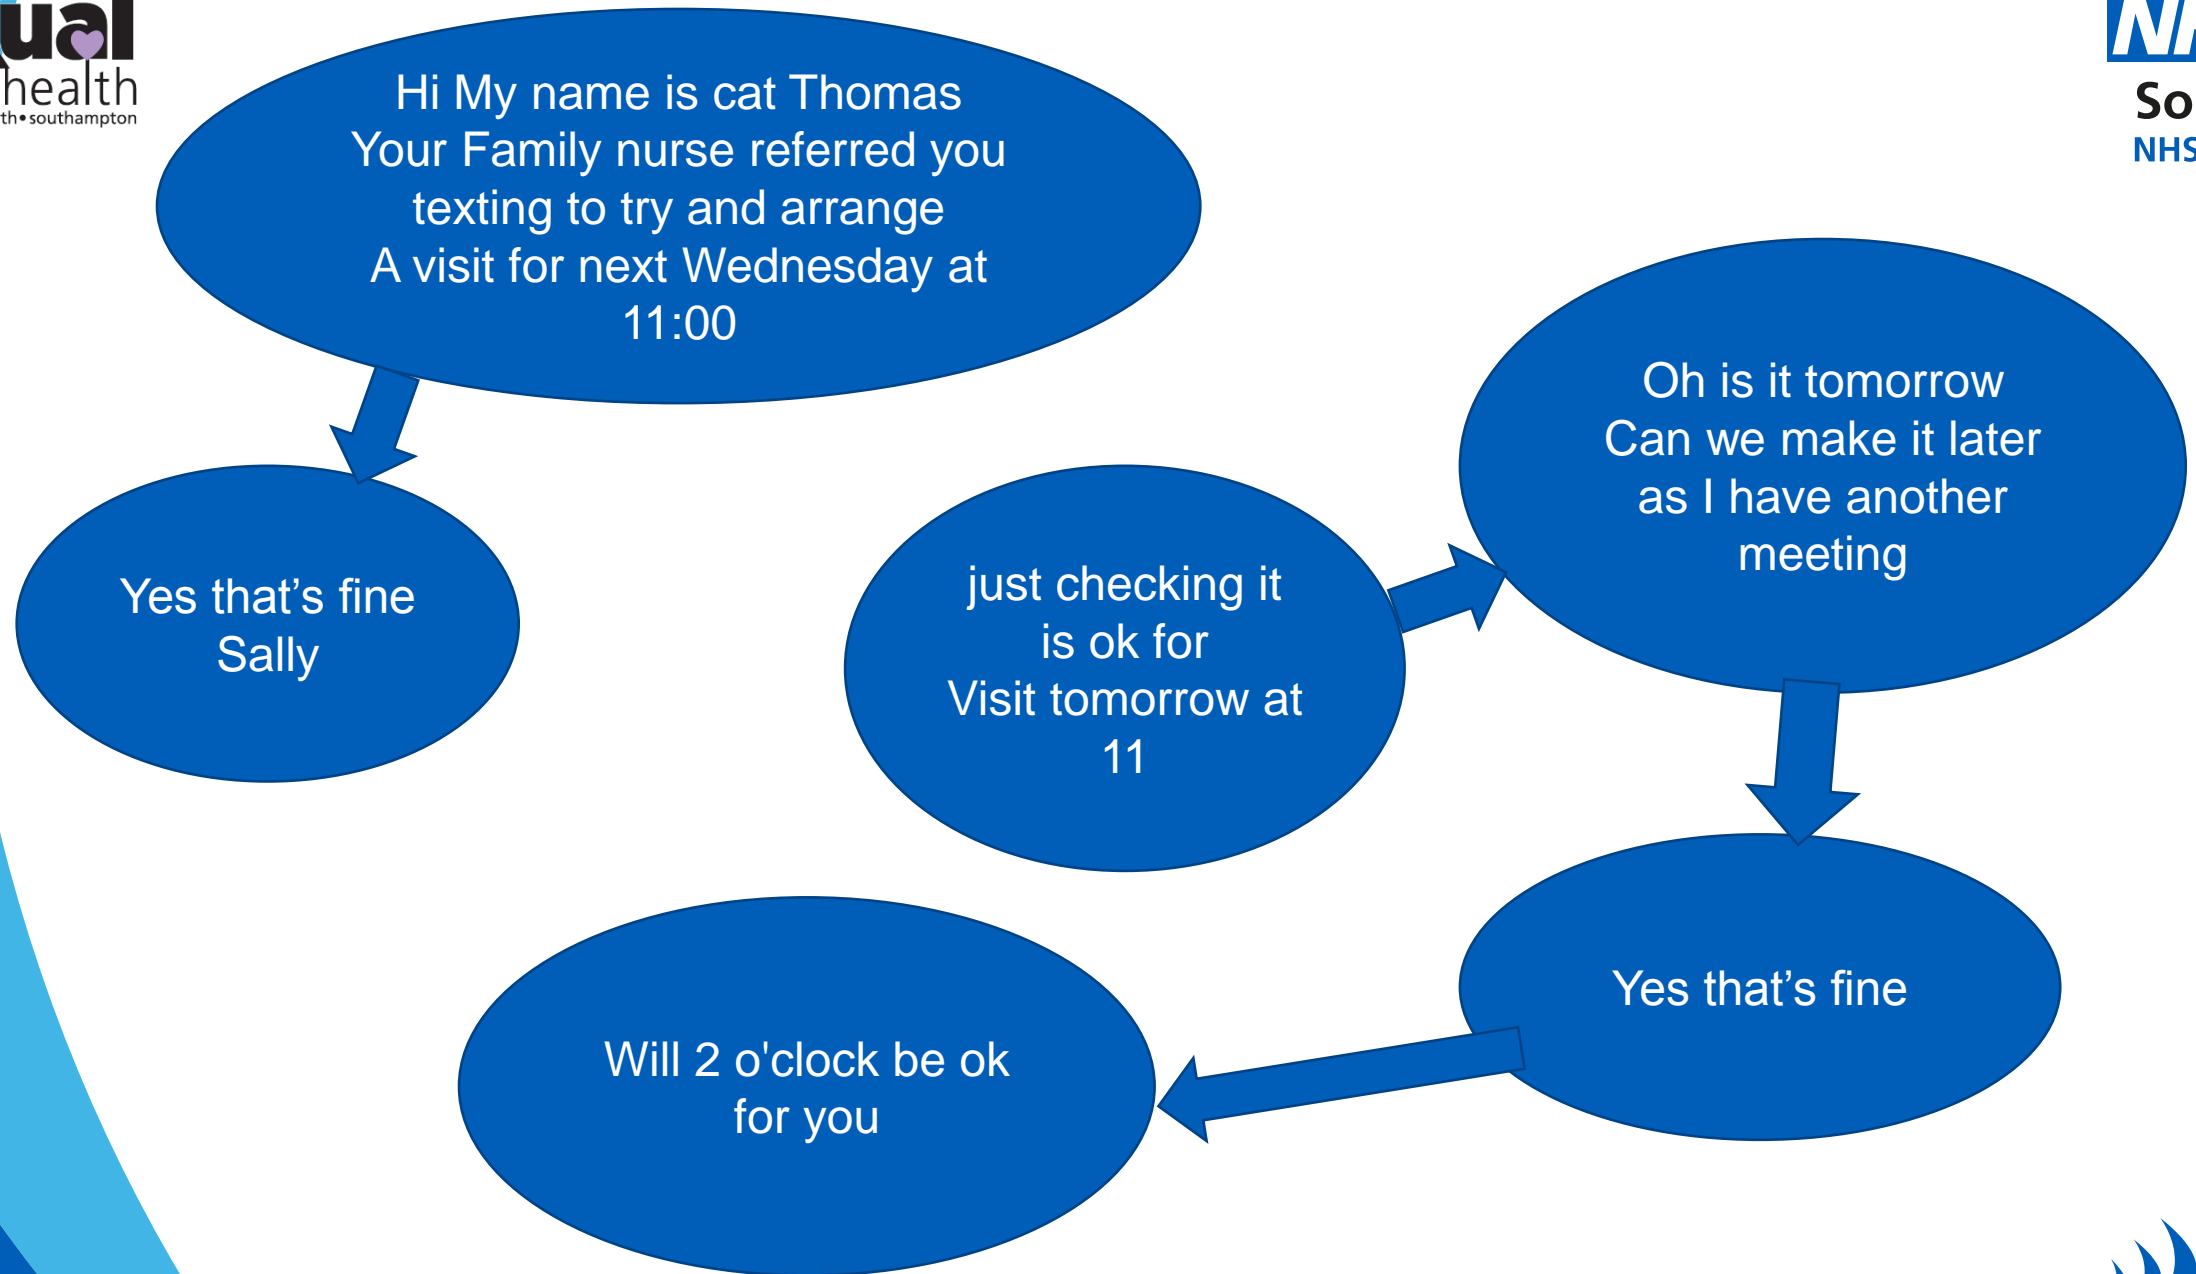 health
southampton
Hi My name is cat Thomas
Your Family nurse referred you
texting to try and arrange
A visit for next Wednesday at
11:00
Yes that’s fine
Sally
just checking it
is ok for
Visit tomorrow at
11
Oh is it tomorrow
Can we make it later
as I have another
meeting
Yes that’s fine
Will 2 o'clock be ok
for you
NHS